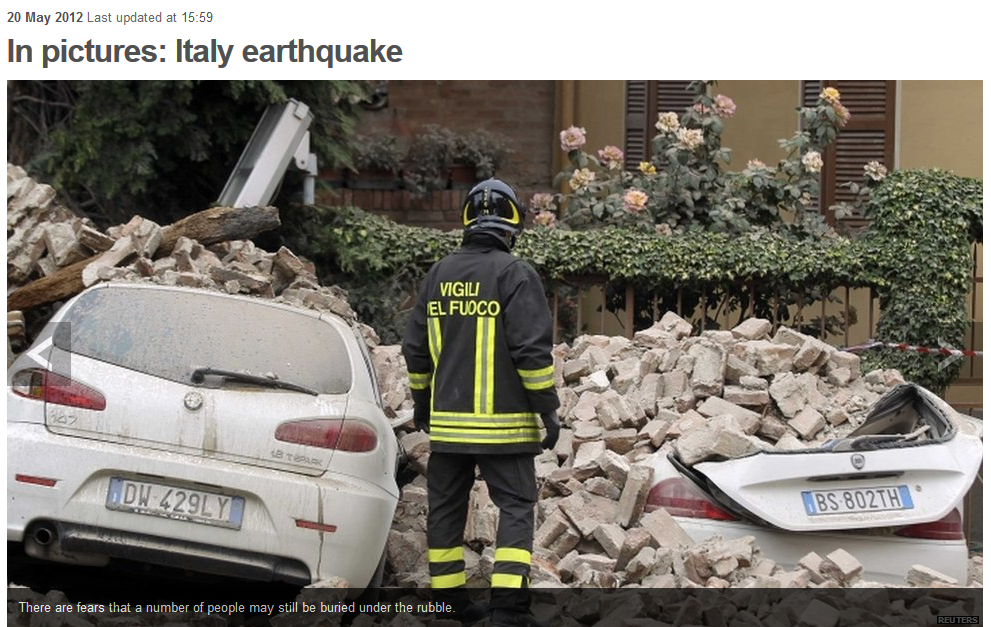 20 May 2012 Last updated at 15:59
In pictures: Italy earthquake
VIGILI
DEL FUOCO
147
1.6 T.SPARK
DW 429LY
BS 802TH
There are fears that a number of people may still be buried under the rubble.
REUTERS